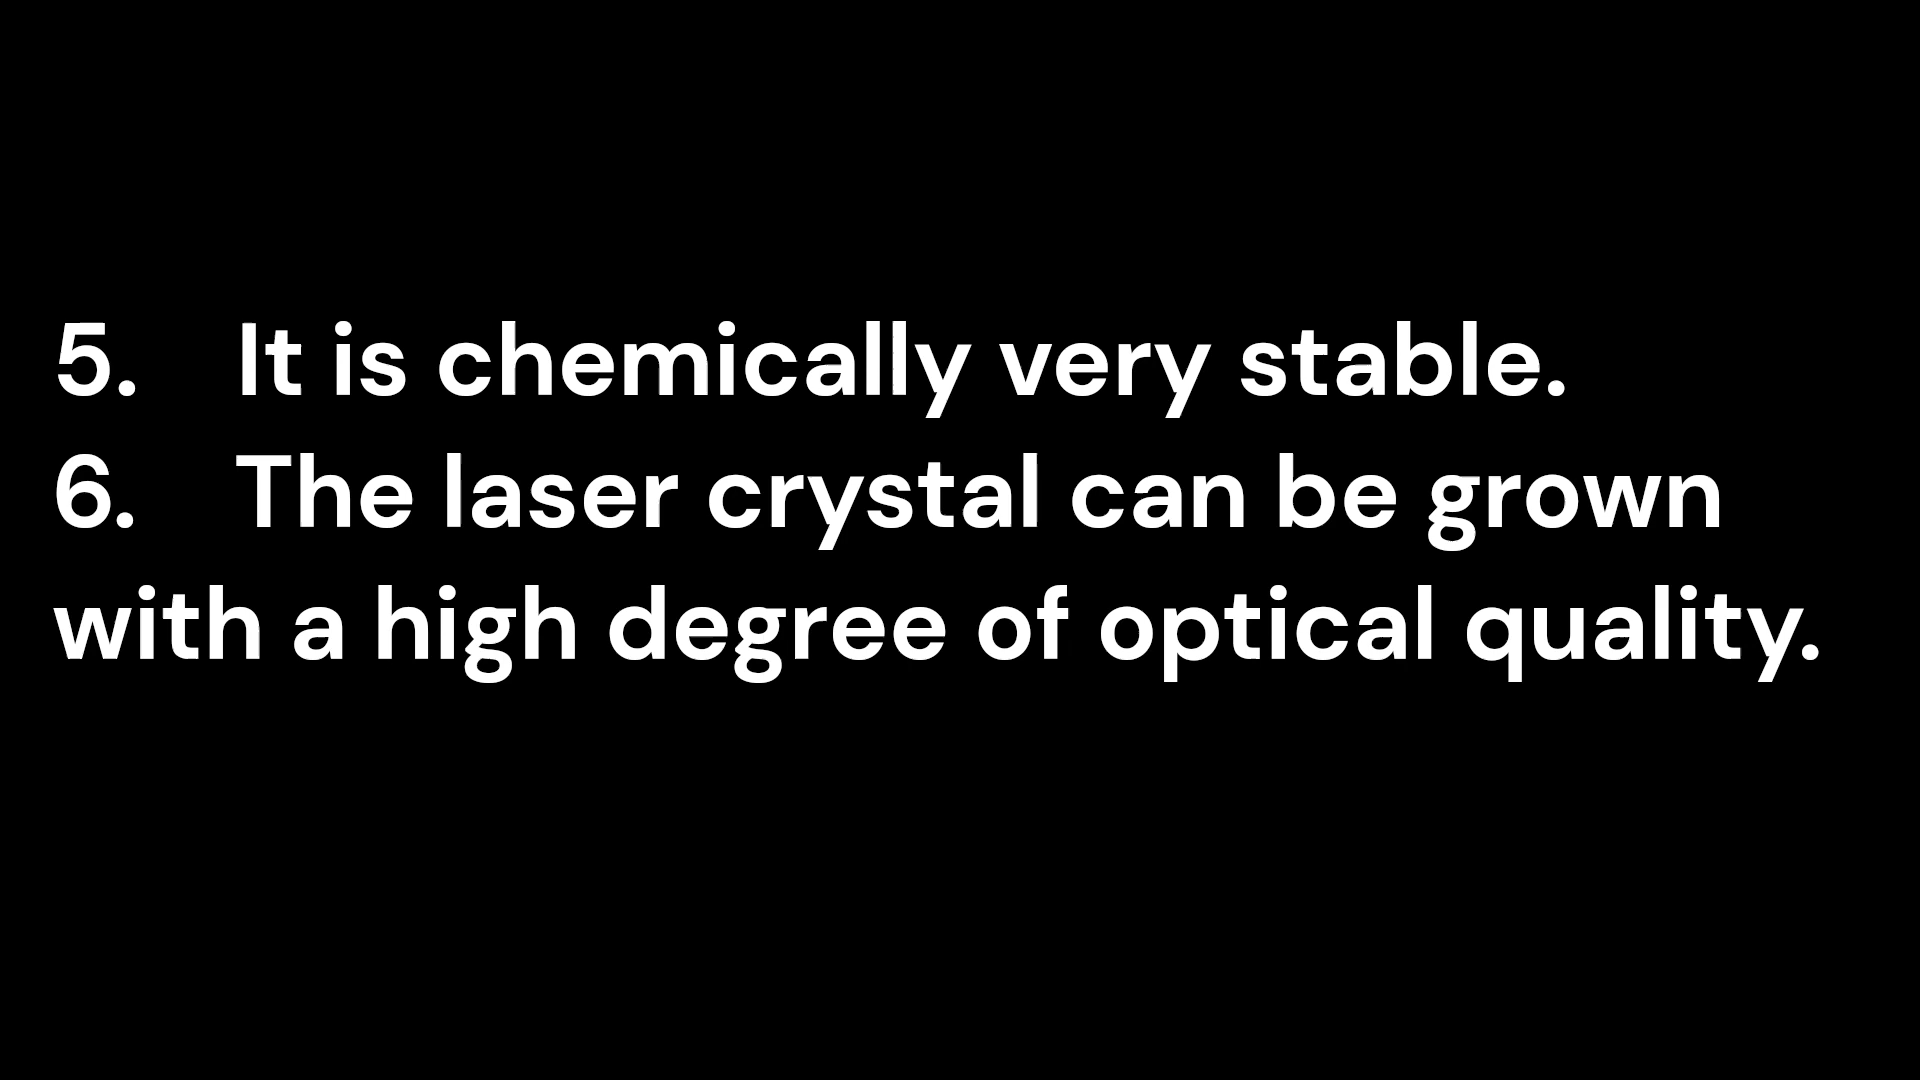 5. It is chemically very stable.
6. The laser crystal can be grown
with a high degree of optical quality.